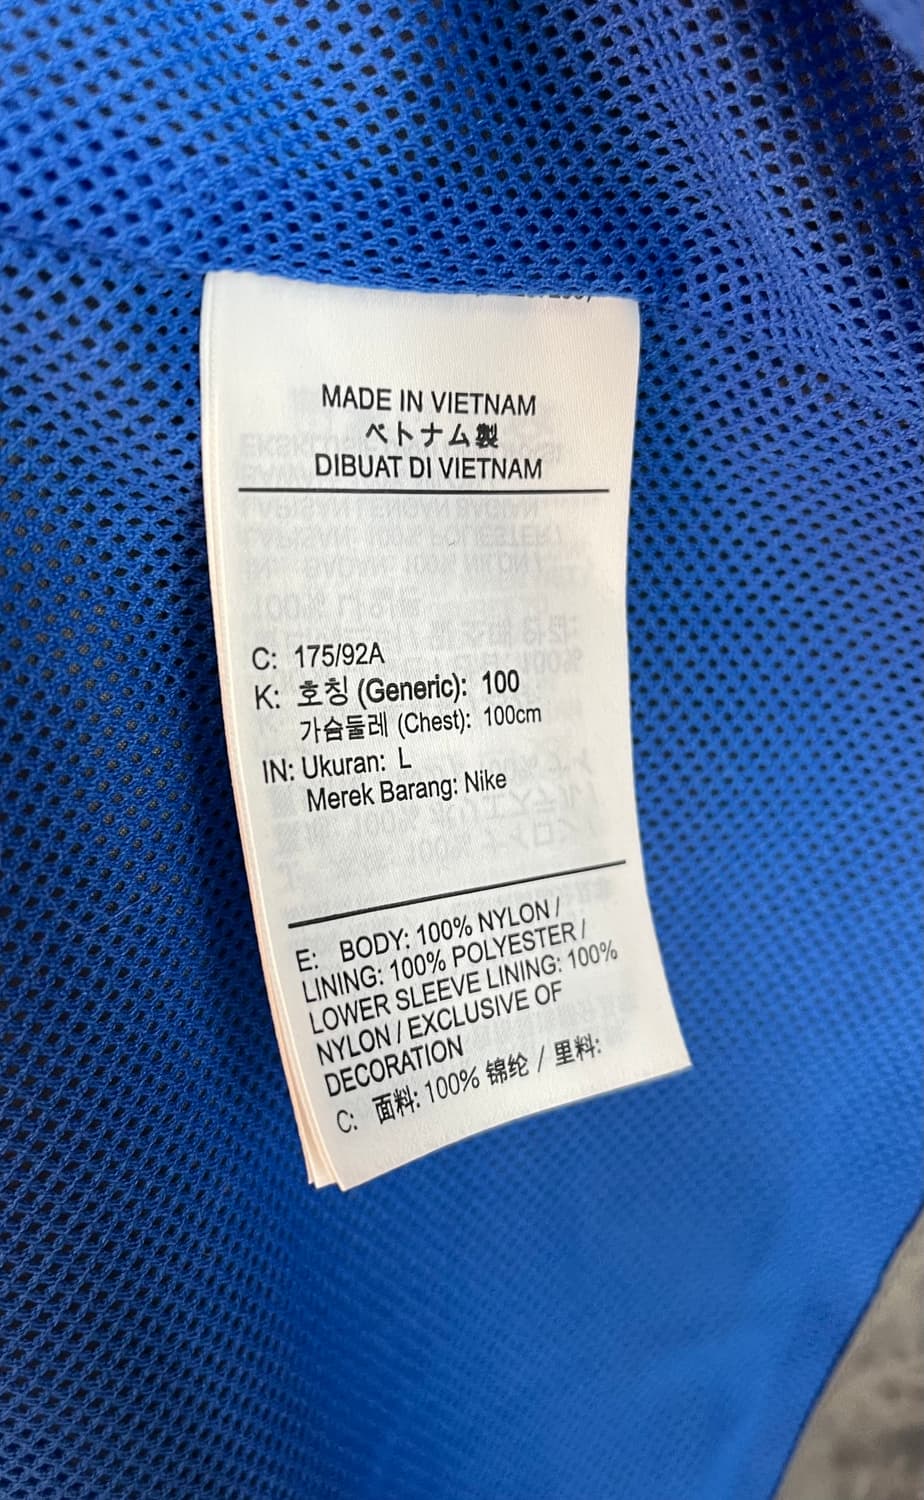 MADE IN VIETNAM
ベトナム製
DIBUAT DI VIETNAM
C: 175/92A
K: 호칭 (Generic): 100
가슴둘레 (Chest): 100cm
IN: Ukuran: L
Merek Barang: Nike
E: BODY: 100% NYLON /
LINING: 100% POLYESTER /
LOWER SLEEVE LINING: 100%
NYLON / EXCLUSIVE OF
DECORATION
C: 面料: 100% 锦纶 / 里料: